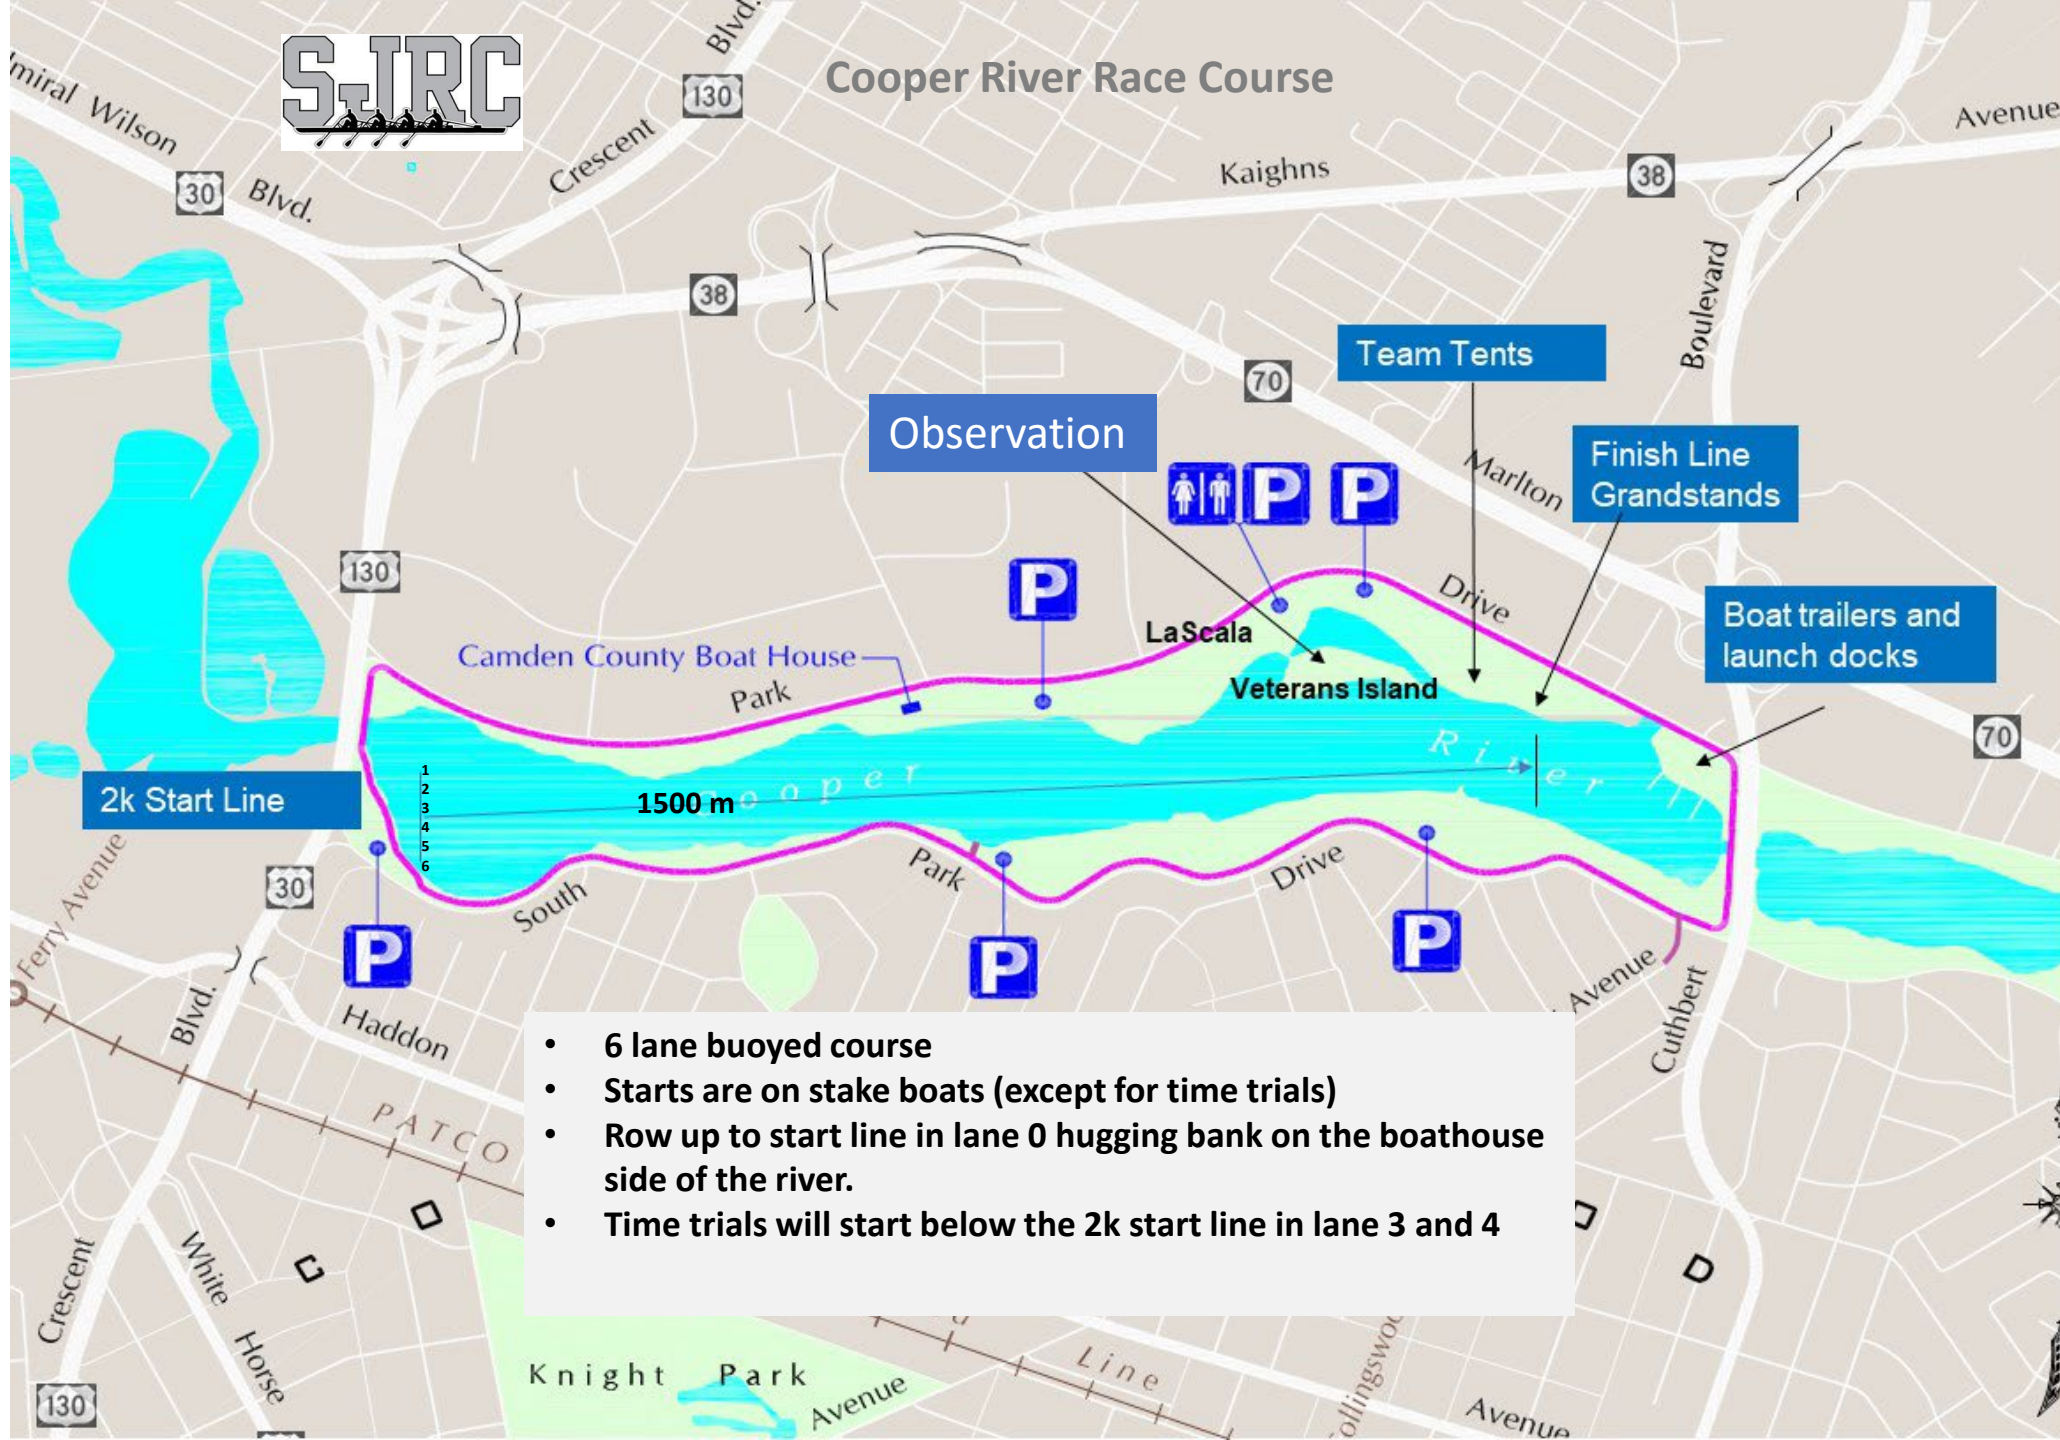 SJRC
Cooper River Race Course
Blvd.
130
Avenue
Wilson
Crescent
Kaighns
38
30
Blvd.
Boulevard
38
Team Tents
70
Observation
Finish Line
Grandstands
Marlton
P
P
130
P
Drive
Boat trailers and
launch docks
LaScala
Camden County Boat House
Park
Veterans Island
River
70
Cooper
1
2
3
4
5
6
2k Start Line
1500 m
Ferry Avenue
30
South
Park
Drive
P
P
P
Avenue
Cuthbert
Blvd.
Haddon
6 lane buoyed course
Starts are on stake boats (except for time trials)
Row up to start line in lane 0 hugging bank on the boathouse
side of the river.
Time trials will start below the 2k start line in lane 3 and 4
PATCO
Crescent
White
Horse
Line
Knight Park
Avenue
Avenue
130